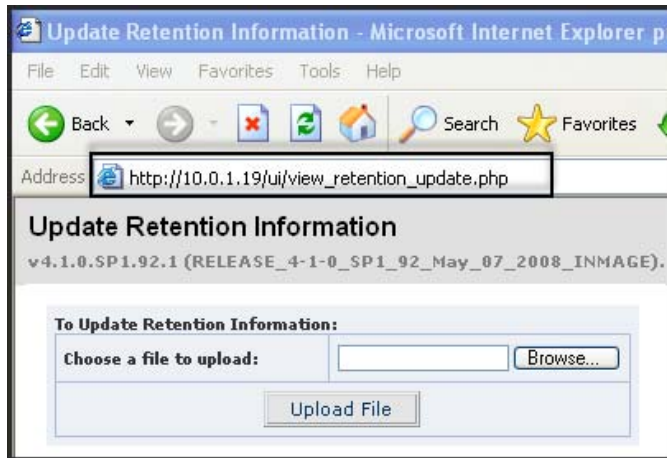 Update Retention Information - Microsoft Internet Explorer p
File Edit View Favorites Tools Help
Back Search Favorites
Address http://10.0.1.19/ui/view_retention_update.php
Update Retention Information
v4.1.0.SP1.92.1 (RELEASE_4-1-0_SP1_92_May_07_2008_INMAGE).
To Update Retention Information:
Choose a file to upload: Browse...
Upload File